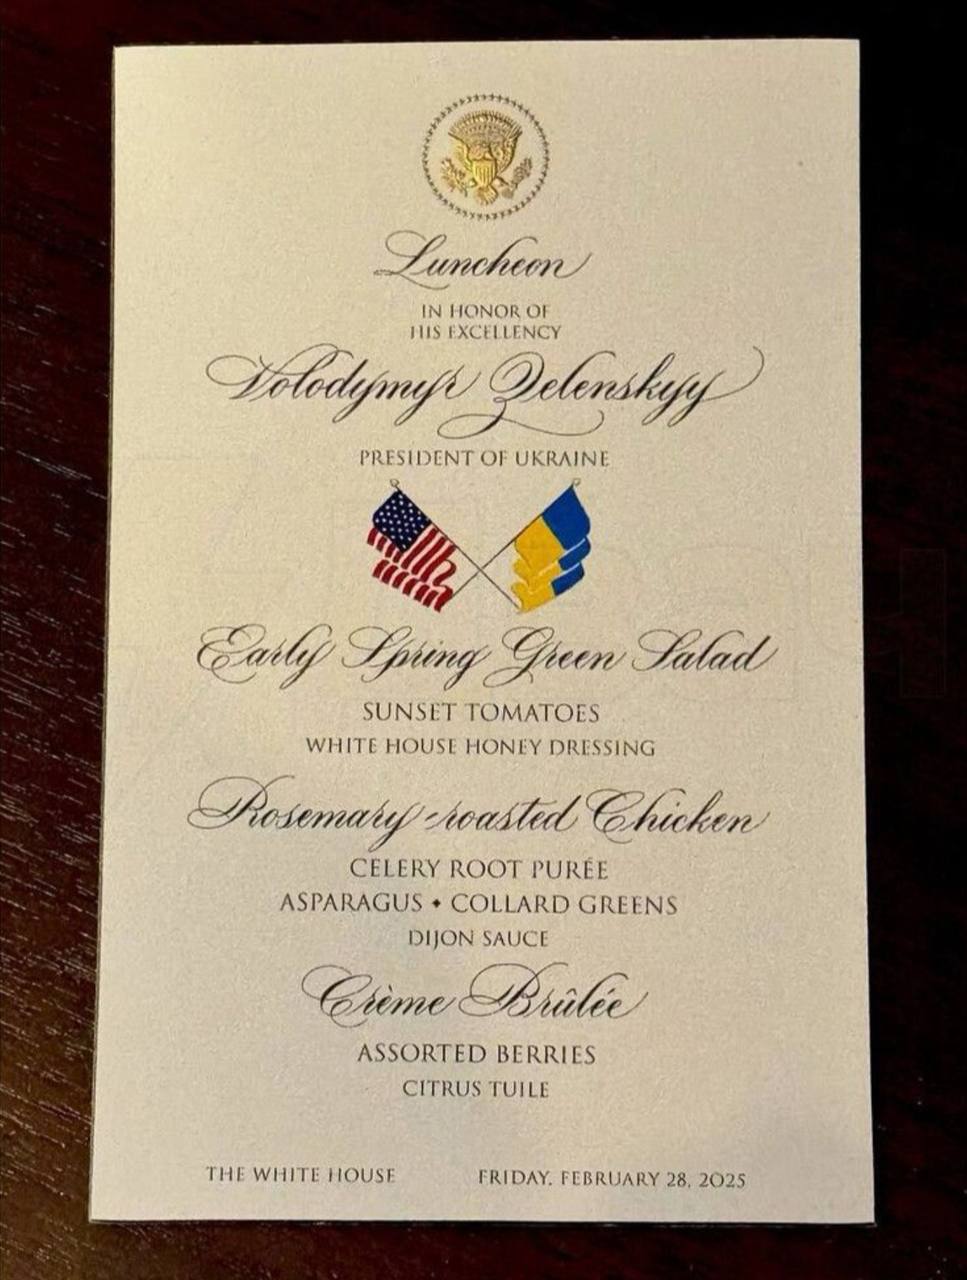 Luncheon
IN HONOR OF
HIS EXCELLENCY
Volodymyr Zelenskyy
PRESIDENT OF UKRAINE
Early Spring Green Salad
SUNSET TOMATOES
WHITE HOUSE HONEY DRESSING
Rosemary-roasted Chicken
CELERY ROOT PURÉE
ASPARAGUS • COLLARD GREENS
DIJON SAUCE
Crème Brûlée
ASSORTED BERRIES
CITRUS TUILE
THE WHITE HOUSE FRIDAY, FEBRUARY 28, 2025